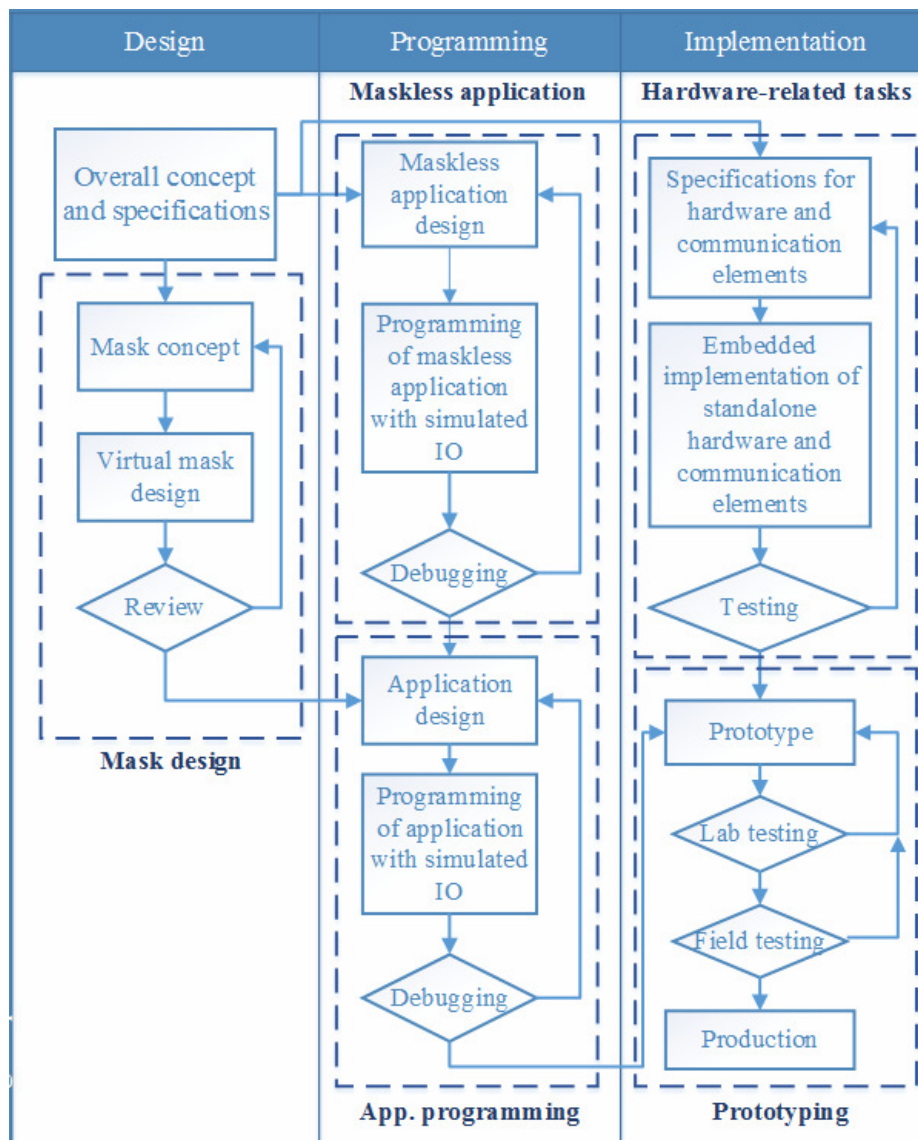 Design
Programming
Implementation
Maskless application
Hardware-related tasks
Overall concept
and specifications
Mask concept
Virtual mask
design
Review
Mask design
Maskless
application
design
Programming
of maskless
application
with simulated
IO
Debugging
Application
design
Programming
of application
with simulated
IO
Debugging
App. programming
Specifications for
hardware and
communication
elements
Embedded
implementation of
standalone
hardware and
communication
elements
Testing
Prototype
Lab testing
Field testing
Production
Prototyping